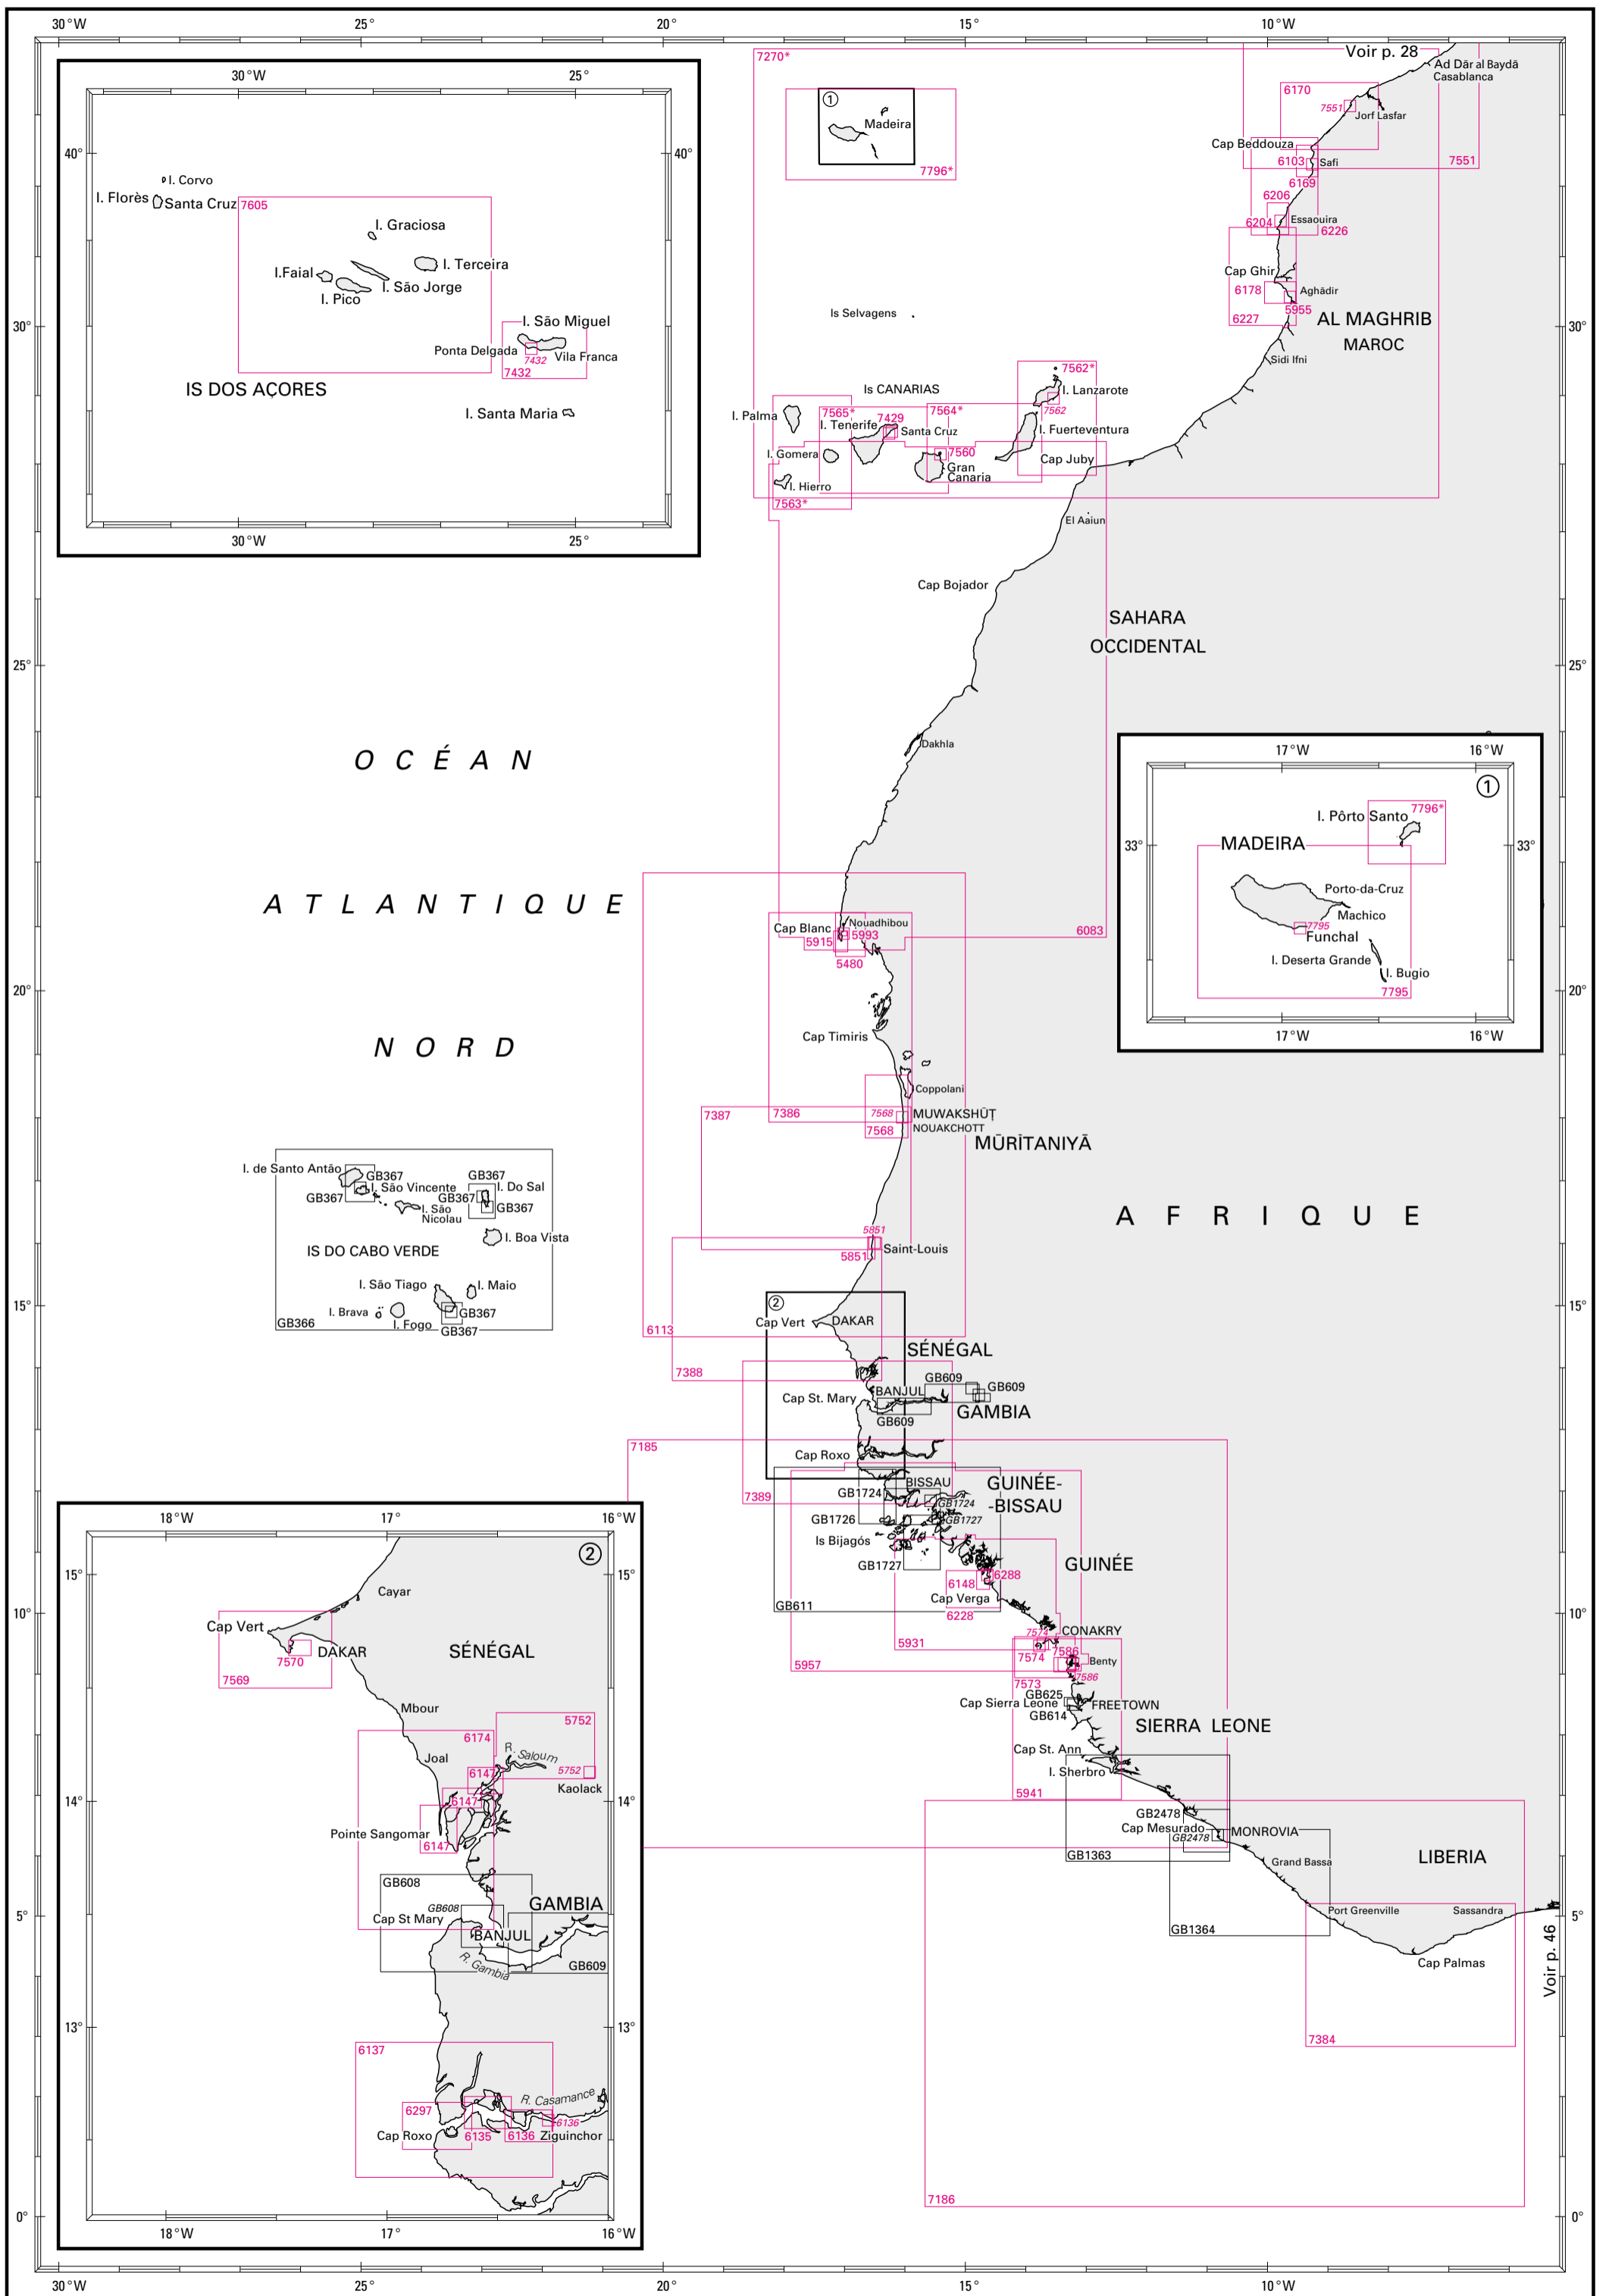 30°W 25° 20° 15° 10°W
Voir p. 28
7270*
Ad Dār al Bayḍā
Casablanca
6170
7551
Jorf Lasfar
Cap Beddouza
6103
Safi
7551
6169
6206
6204
Essaouira
6226
Cap Ghir
6178
Aghādir
5955
6227
AL MAGHRIB
MAROC
Sidi Ifni
①
Madeira
7796*
Is Selvagens
Is CANARIAS
7562*
I. Lanzarote
7562
I. Palma
7565*
7429
7564*
I. Tenerife
Santa Cruz
I. Fuerteventura
I. Gomera
7560
Cap Juby
Gran
Canaria
I. Hierro
7563*
El Aaiun
Cap Bojador
SAHARA
OCCIDENTAL
Dakhla
30°W 25°
40° 40°
I. Corvo
I. Florès
Santa Cruz
7605
I. Graciosa
I.Faial
I. Terceira
I. São Jorge
I. Pico
I. São Miguel
Ponta Delgada
7432
Vila Franca
7432
IS DOS AÇORES
I. Santa Maria
30°W 25°
30° 30°
25° 25°
OCÉAN
ATLANTIQUE
NORD
17°W 16°W
①
I. Pôrto Santo
7796*
33° 33°
MADEIRA
Porto-da-Cruz
Machico
7795
Funchal
I. Deserta Grande
I. Bugio
7795
17°W 16°W
Cap Blanc
Nouadhibou
5993
5915
6083
5480
20° 20°
Cap Timiris
Coppolani
7387
7386
7568
MUWAKSHŪṬ
NOUAKCHOTT
7568
MŪRĪTANIYĀ
I. de Santo Antão
GB367
GB367
I. São Vincente
GB367
I. Do Sal
GB367
GB367
I. São
Nicolau
I. Boa Vista
IS DO CABO VERDE
I. São Tiago
I. Maio
I. Brava
GB367
I. Fogo
GB366
GB367
AFRIQUE
5851
Saint-Louis
5851
15° 15°
②
Cap Vert
DAKAR
6113
SÉNÉGAL
7388
GB609
GB609
BANJUL
Cap St. Mary
GAMBIA
GB609
7185
Cap Roxo
BISSAU
GUINÉE-
-BISSAU
GB1724
7389
GB1724
GB1726
GB1727
Is Bijagós
GB1727
GUINÉE
6288
6148
Cap Verga
GB611
6228
10° 10°
7574
CONAKRY
5931
7574
7586
Benty
5957
7586
7573
GB625
Cap Sierra Leone
FREETOWN
GB614
SIERRA LEONE
Cap St. Ann
I. Sherbro
5941
GB2478
Cap Mesurado
MONROVIA
GB2478
GB1363
Grand Bassa
LIBERIA
Port Greenville
Sassandra
5° 5°
GB1364
Cap Palmas
Voir p. 46
7384
7186
0° 0°
18°W 17° 16°W
②
15° 15°
Cayar
Cap Vert
DAKAR
7570
7569
SÉNÉGAL
Mbour
5752
6174
Joal
R. Saloum
6147
5752
Kaolack
14° 14°
6147
Pointe Sangomar
6147
GB608
GB608
GAMBIA
Cap St Mary
BANJUL
R. Gambia
GB609
13° 13°
6137
R. Casamance
6297
6136
Cap Roxo
6135
6136
Ziguinchor
18°W 17° 16°W
30°W 25° 20° 15° 10°W